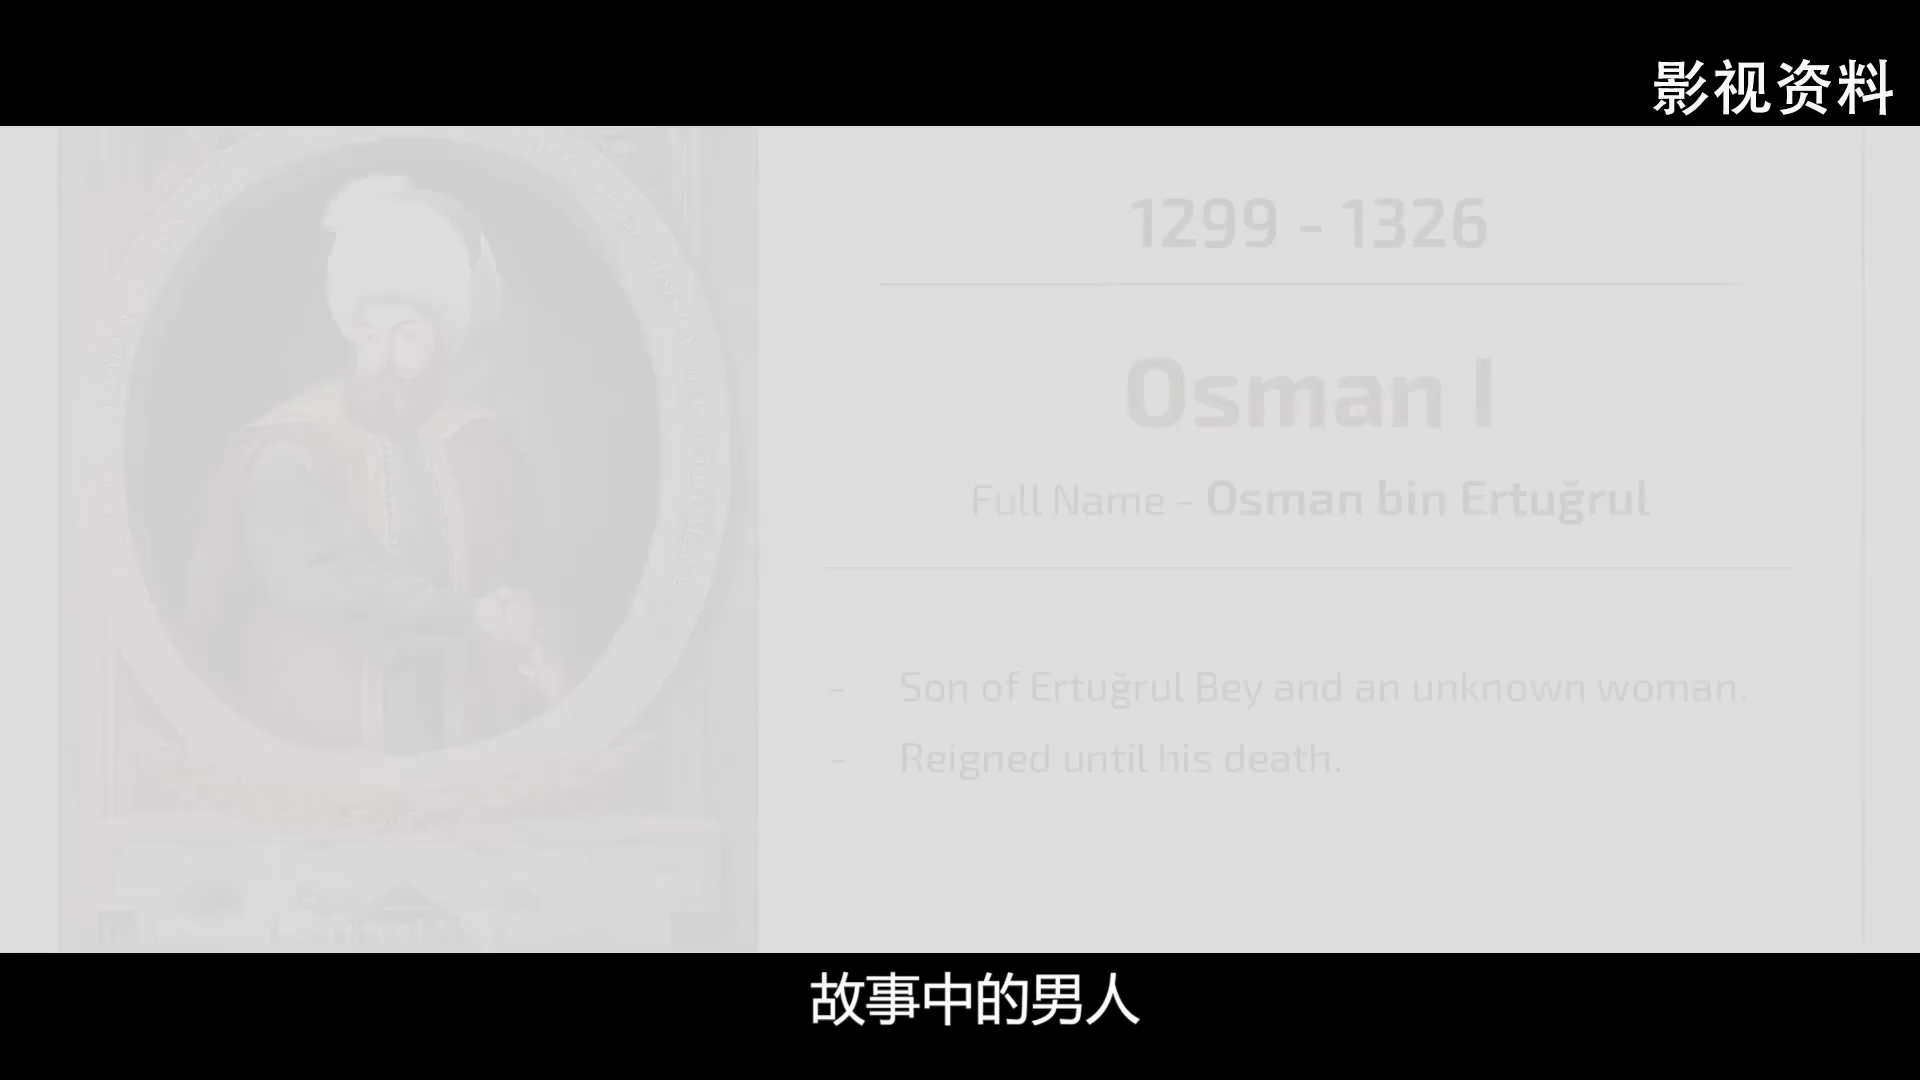 影视资料
1299 - 1326
Osman I
Full Name - Osman bin Ertuğrul
- Son of Ertuğrul Bey and an unknown woman.
- Reigned until his death.
故事中的男人